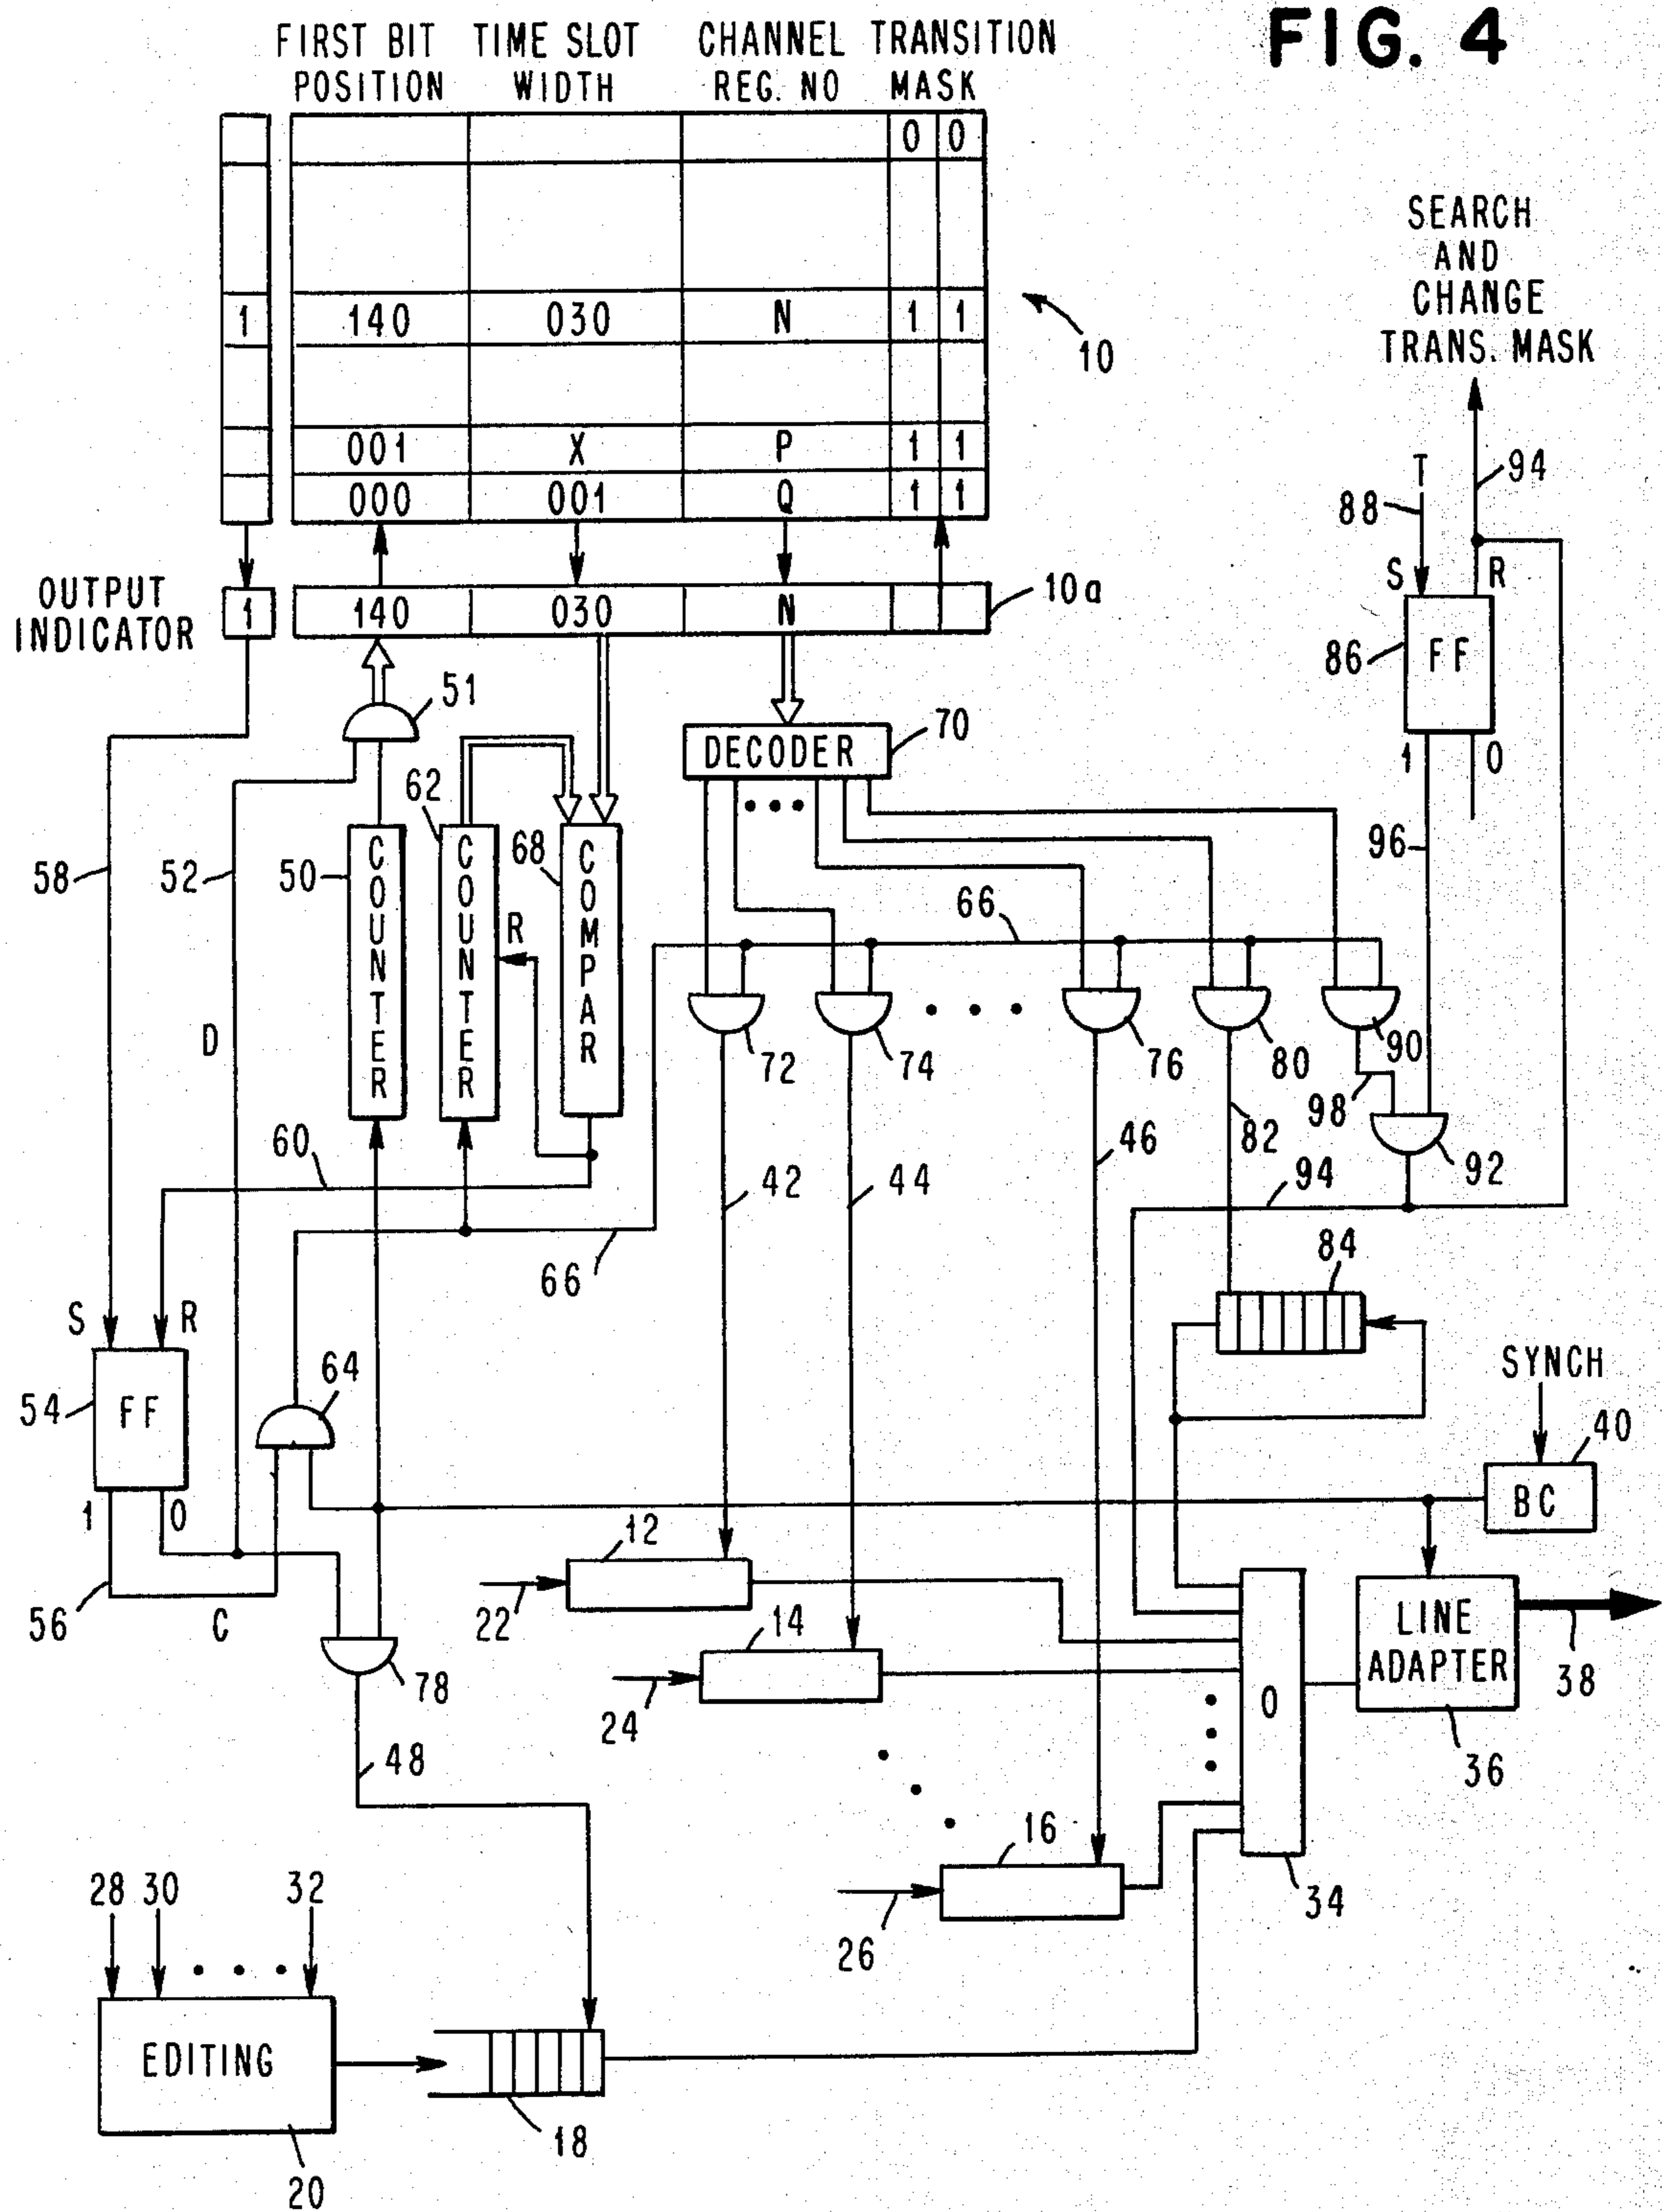 FIG. 4
FIRST BIT TIME SLOT CHANNEL TRANSITION
POSITION WIDTH REG. NO MASK
0 0
1 140 030 N 1 1
10
001 X P 1 1
000 001 Q 1 1
SEARCH
AND
CHANGE
TRANS. MASK
T 94
88
S R
OUTPUT
INDICATOR
1 140 030 N 10a
86 FF
1 0
51
DECODER 70
62
58 52 50 COUNTER COUNTER 68 COMPAR
R
66
96
D
72 74 76 80 90
98
92
60
42 44 46 82
94
66
84
S R
54 FF
64
1 0
SYNCH
40
BC
56 C
12
22
14
24
78
48
O
LINE
ADAPTER
38
36
16
26
34
28 30 32
EDITING
18
20